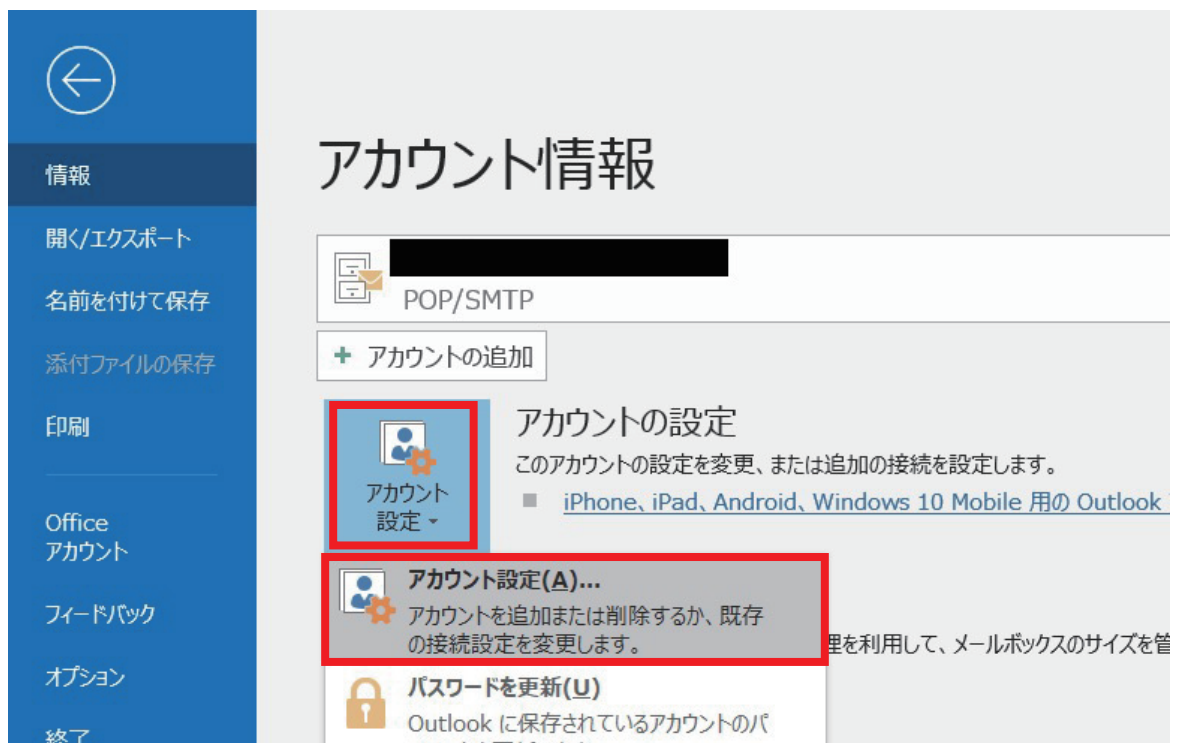 情報
開く/エクスポート
名前を付けて保存
添付ファイルの保存
印刷
Office
アカウント
フィードバック
オプション
終了
アカウント情報
POP/SMTP
+ アカウントの追加
アカウント
設定
アカウントの設定
このアカウントの設定を変更、または追加の接続を設定します。
iPhone、iPad、Android、Windows 10 Mobile 用の Outlook
アカウント設定(A)...
アカウントを追加または削除するか、既存
の接続設定を変更します。
理を利用して、メールボックスのサイズを管
パスワードを更新(U)
Outlook に保存されているアカウントのパ